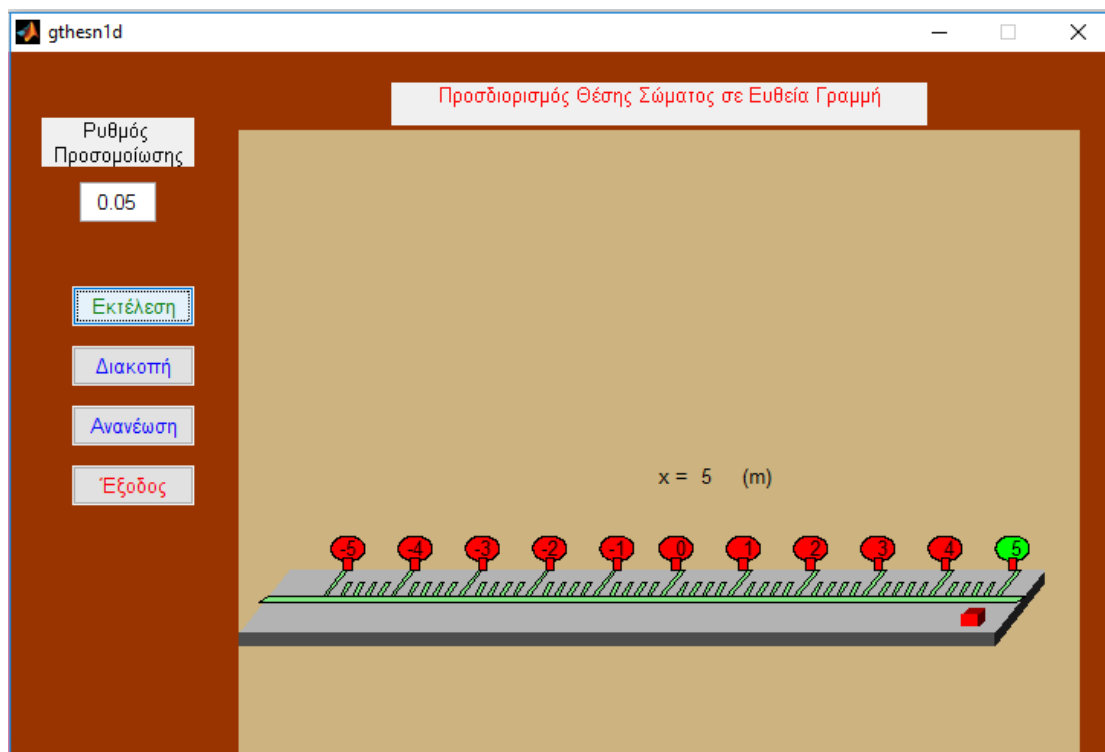 gthesn1d
Προσδιορισμός Θέσης Σώματος σε Ευθεία Γραμμή
Ρυθμός
Προσομοίωσης
0.05
Εκτέλεση
Διακοπή
Ανανέωση
Έξοδος
x = 5 (m)
-5 -4 -3 -2 -1 0 1 2 3 4 5